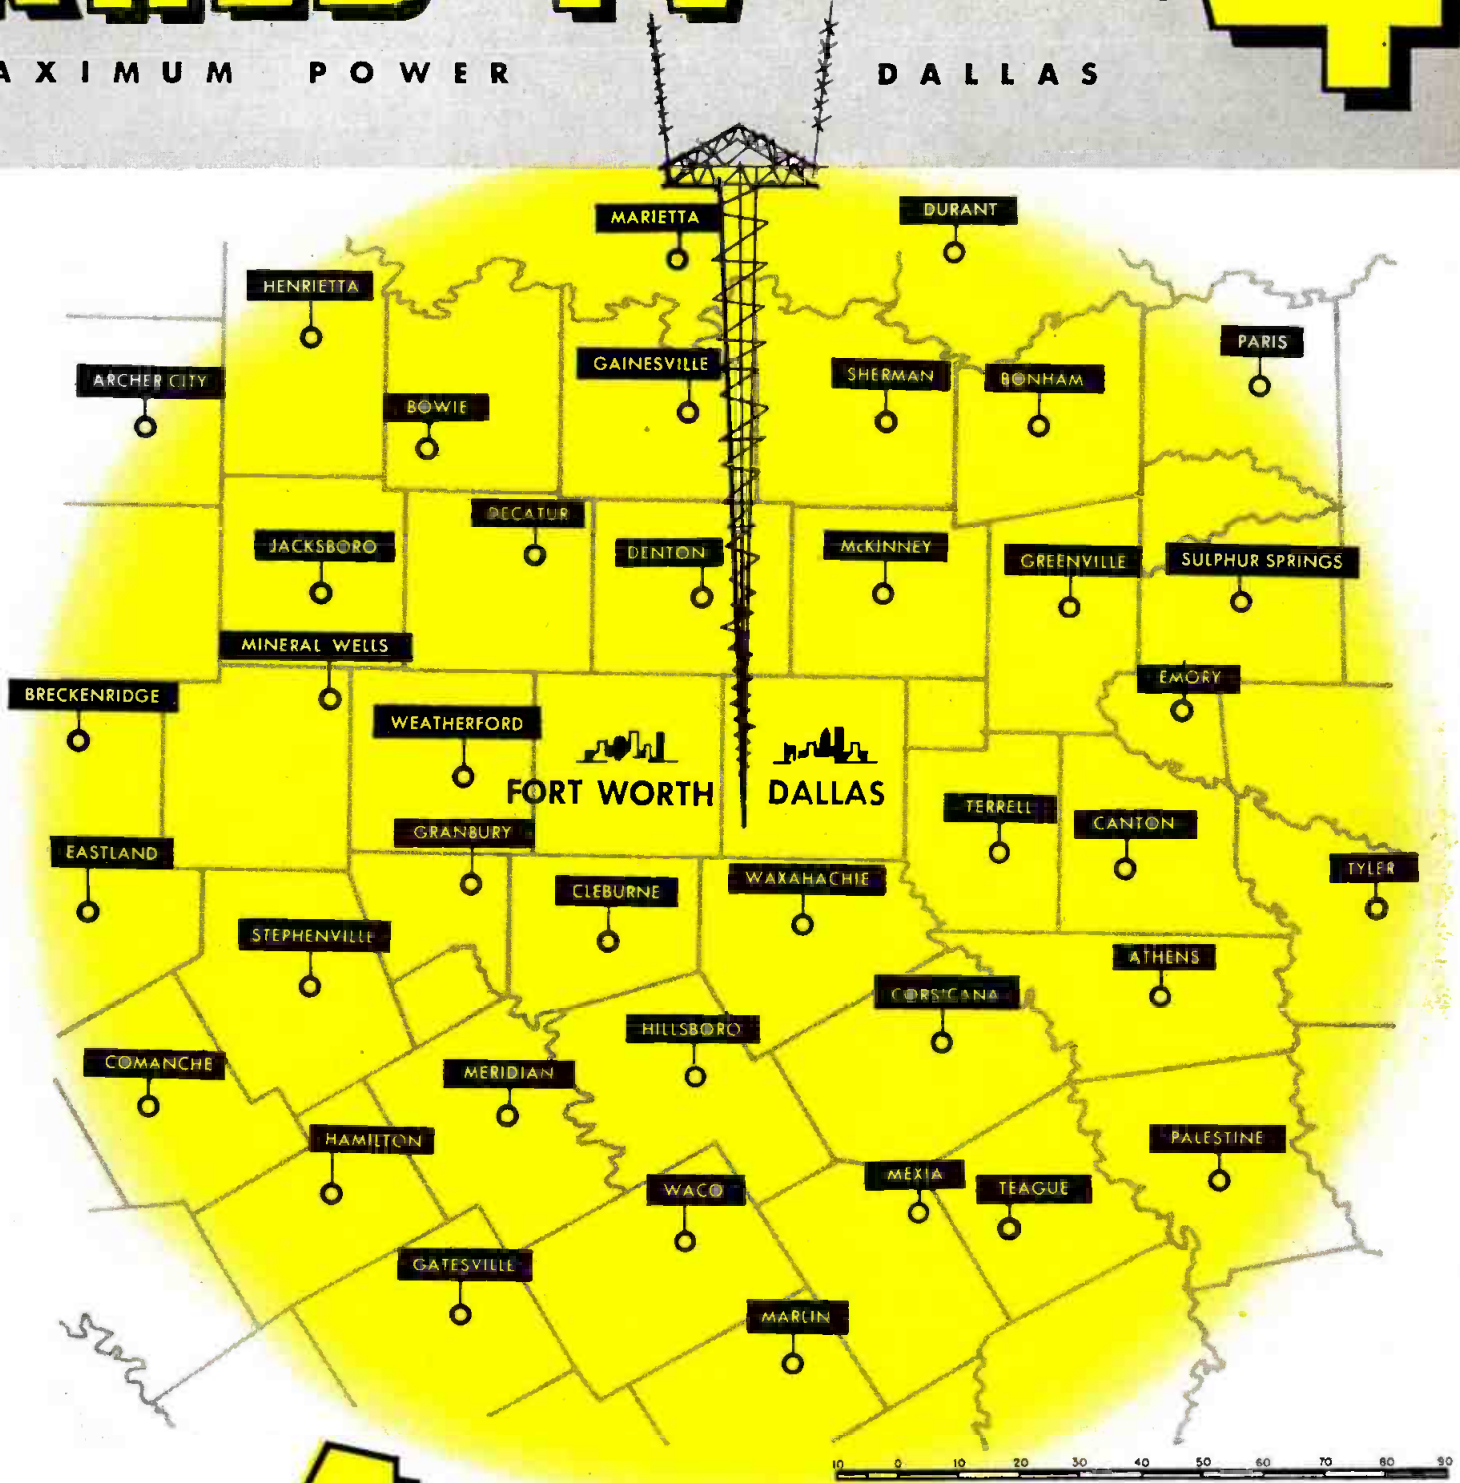 TV 4
AXIMUM POWER DALLAS
MARIETTA
DURANT
HENRIETTA
PARIS
GAINESVILLE
ARCHER CITY
SHERMAN
BONHAM
BOWIE
DECATUR
JACKSBORO
DENTON
McKINNEY
GREENVILLE
SULPHUR SPRINGS
MINERAL WELLS
EMORY
BRECKENRIDGE
WEATHERFORD
FORT WORTH
DALLAS
TERRELL
CANTON
GRANBURY
EASTLAND
TYLER
CLEBURNE
WAXAHACHIE
STEPHENVILLE
ATHENS
CORSICANA
HILLSBORO
COMANCHE
MERIDIAN
HAMILTON
PALESTINE
WACO
MEXIA
TEAGUE
GATESVILLE
MARLIN
10 0 10 20 30 40 50 60 70 80 90